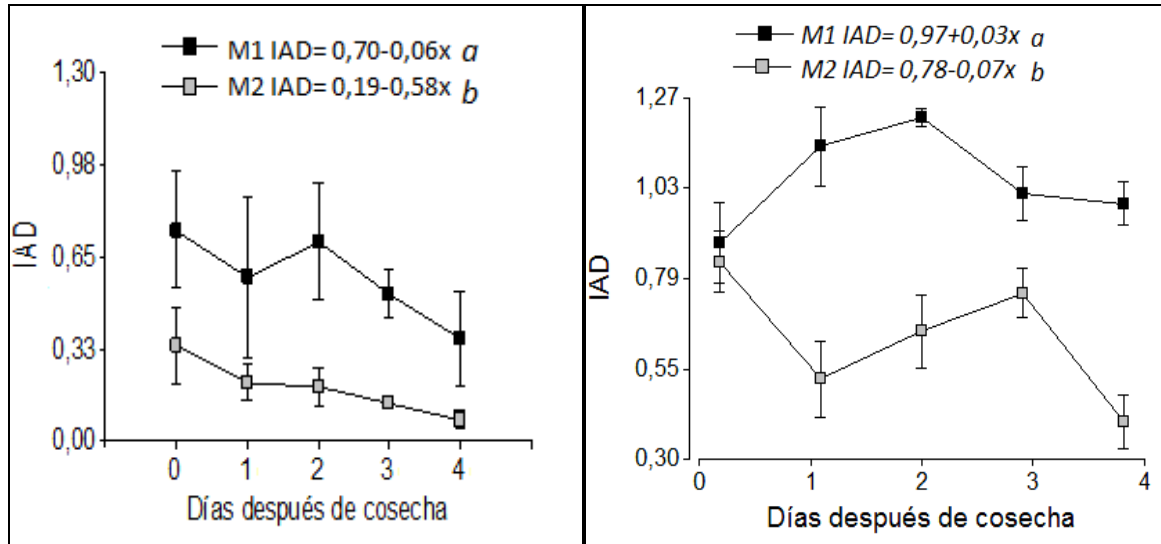 M1 IAD= 0,70-0,06x a
M2 IAD= 0,19-0,58x b
1,30
0,98
0,65
0,33
0,00
IAD
0 1 2 3 4
Días después de cosecha
M1 IAD= 0,97+0,03x a
M2 IAD= 0,78-0,07x b
1,27
1,03
0,79
0,55
0,30
IAD
0 1 2 3 4
Días después de cosecha